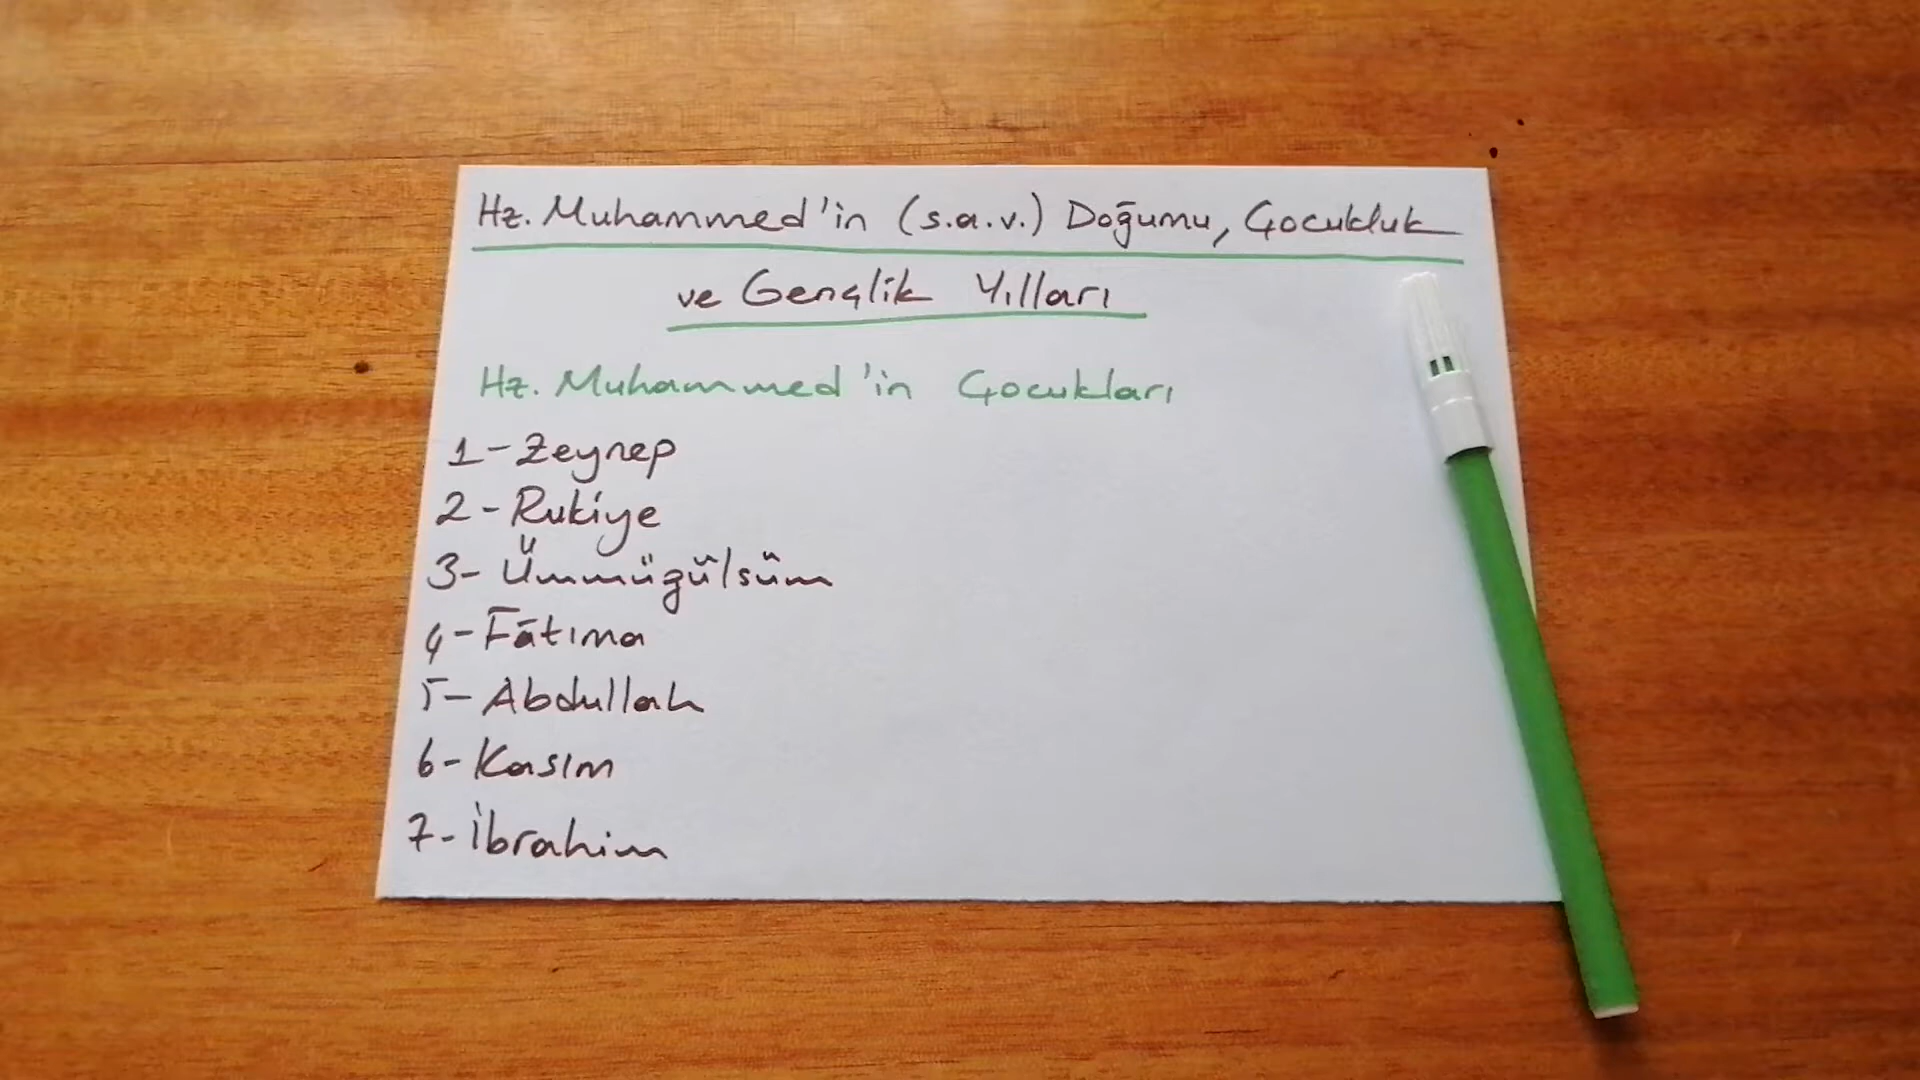 Hz. Muhammed'in (s.a.v.) Doğumu, Çocukluk
ve Gençlik Yılları
Hz. Muhammed'in Çocukları
1- Zeynep
2- Rukiye
3- Ümmügülsüm
4- Fātıma
5- Abdullah
6- Kasım
7- İbrahim